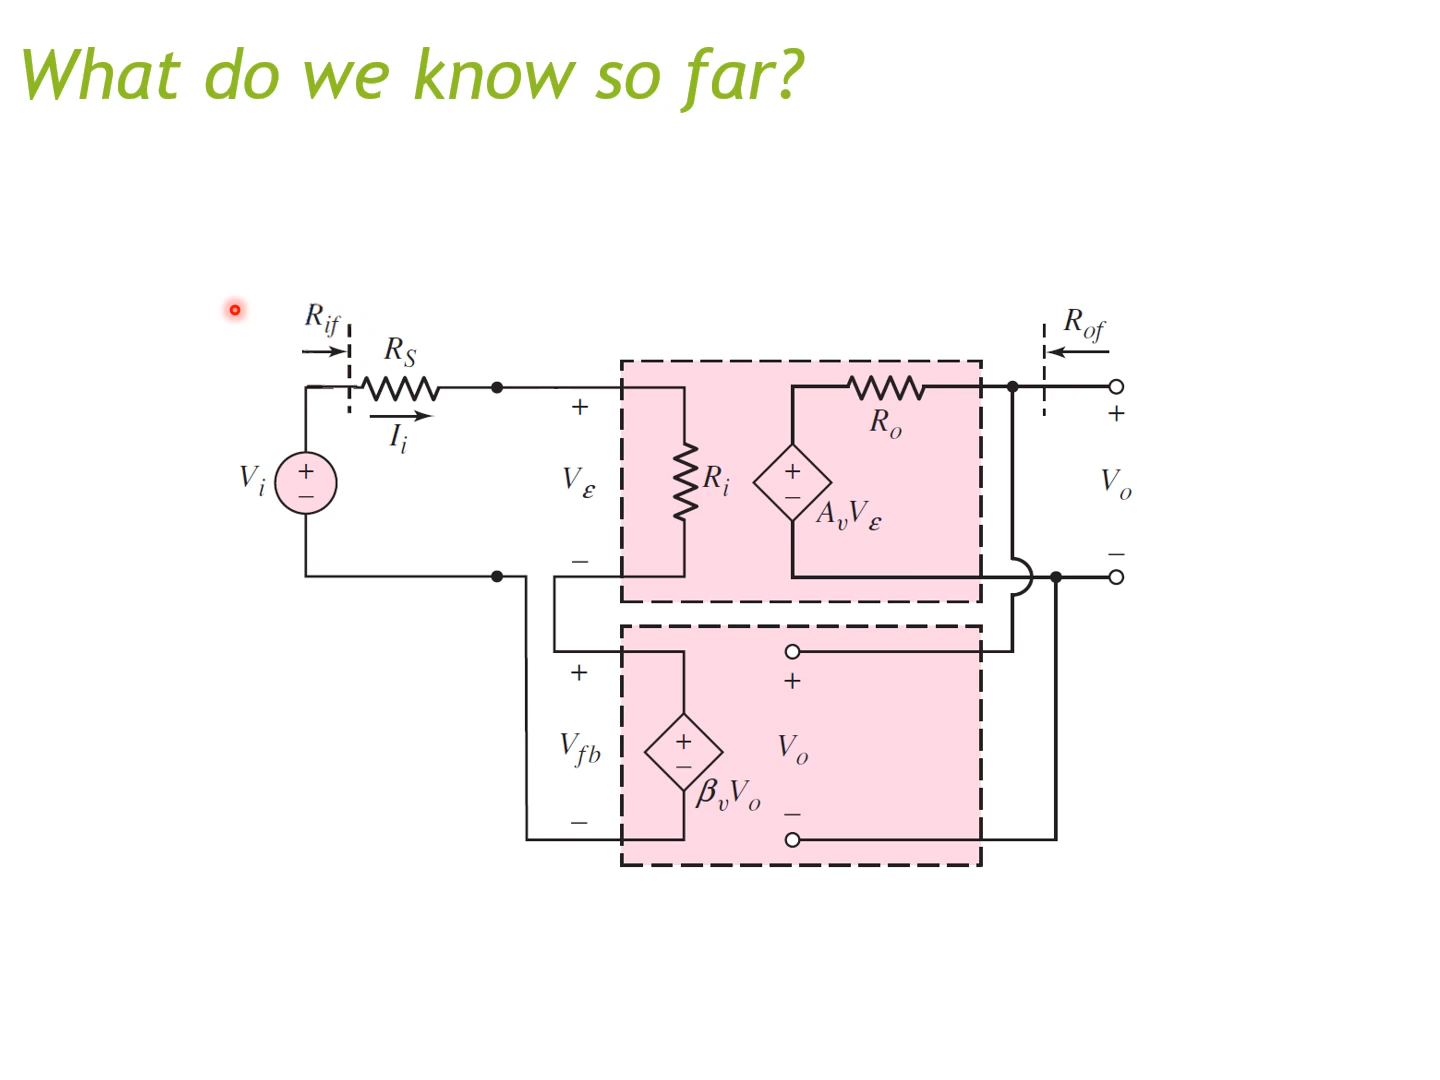 What do we know so far?
R_if
R_S
I_i
V_i
+
−
+
V_ε
−
R_i
+
−
A_vV_ε
R_o
R_of
+
V_o
−
+
V_fb
−
+
−
β_vV_o
+
V_o
−